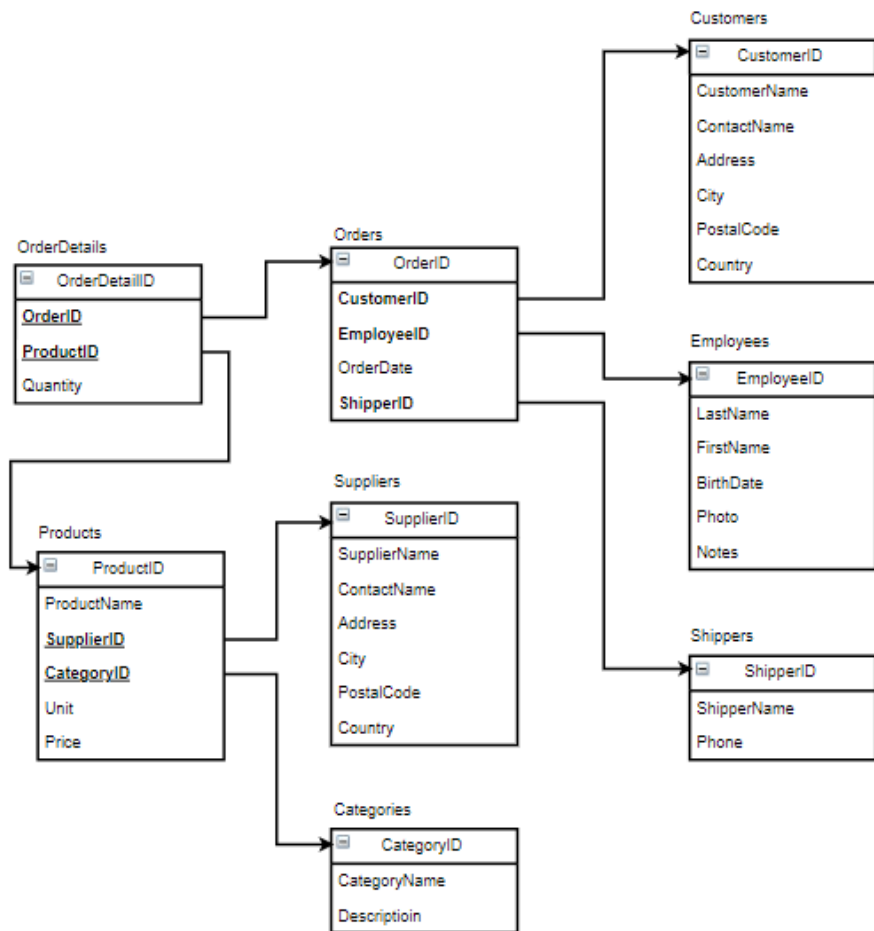 Customers
CustomerID
CustomerName
ContactName
Address
City
PostalCode
Country
OrderDetails
OrderDetailID
OrderID
ProductID
Quantity
Orders
OrderID
CustomerID
EmployeeID
OrderDate
ShipperID
Employees
EmployeeID
LastName
FirstName
BirthDate
Photo
Notes
Products
ProductID
ProductName
SupplierID
CategoryID
Unit
Price
Suppliers
SupplierID
SupplierName
ContactName
Address
City
PostalCode
Country
Shippers
ShipperID
ShipperName
Phone
Categories
CategoryID
CategoryName
Descriptioin